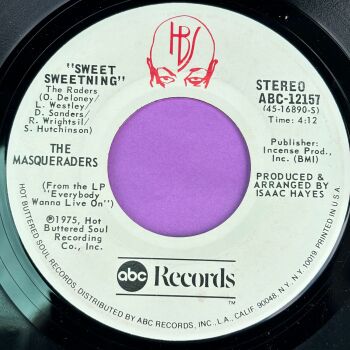 HBS
"SWEET
SWEETNING"
The Raders
(O. Deloney/
L. Westley/
D. Sanders/
R. Wrightsil/
S. Hutchinson)
THE
MASQUERADERS
(From the LP
"Everybody
Wanna Live On")
℗1975, Hot
Buttered Soul
Recording
Co., Inc.
STEREO
ABC-12157
(45-16890-S)
Time: 4:12
Publisher:
Incense Prod.,
Inc. (BMI)
PRODUCED &
ARRANGED BY
ISAAC HAYES
abc Records
TM
HOT BUTTERED SOUL RECORDS, DISTRIBUTED BY ABC RECORDS, INC., L.A., CALIF. 90048, N.Y., N.Y. 10019 PRINTED IN U.S.A.